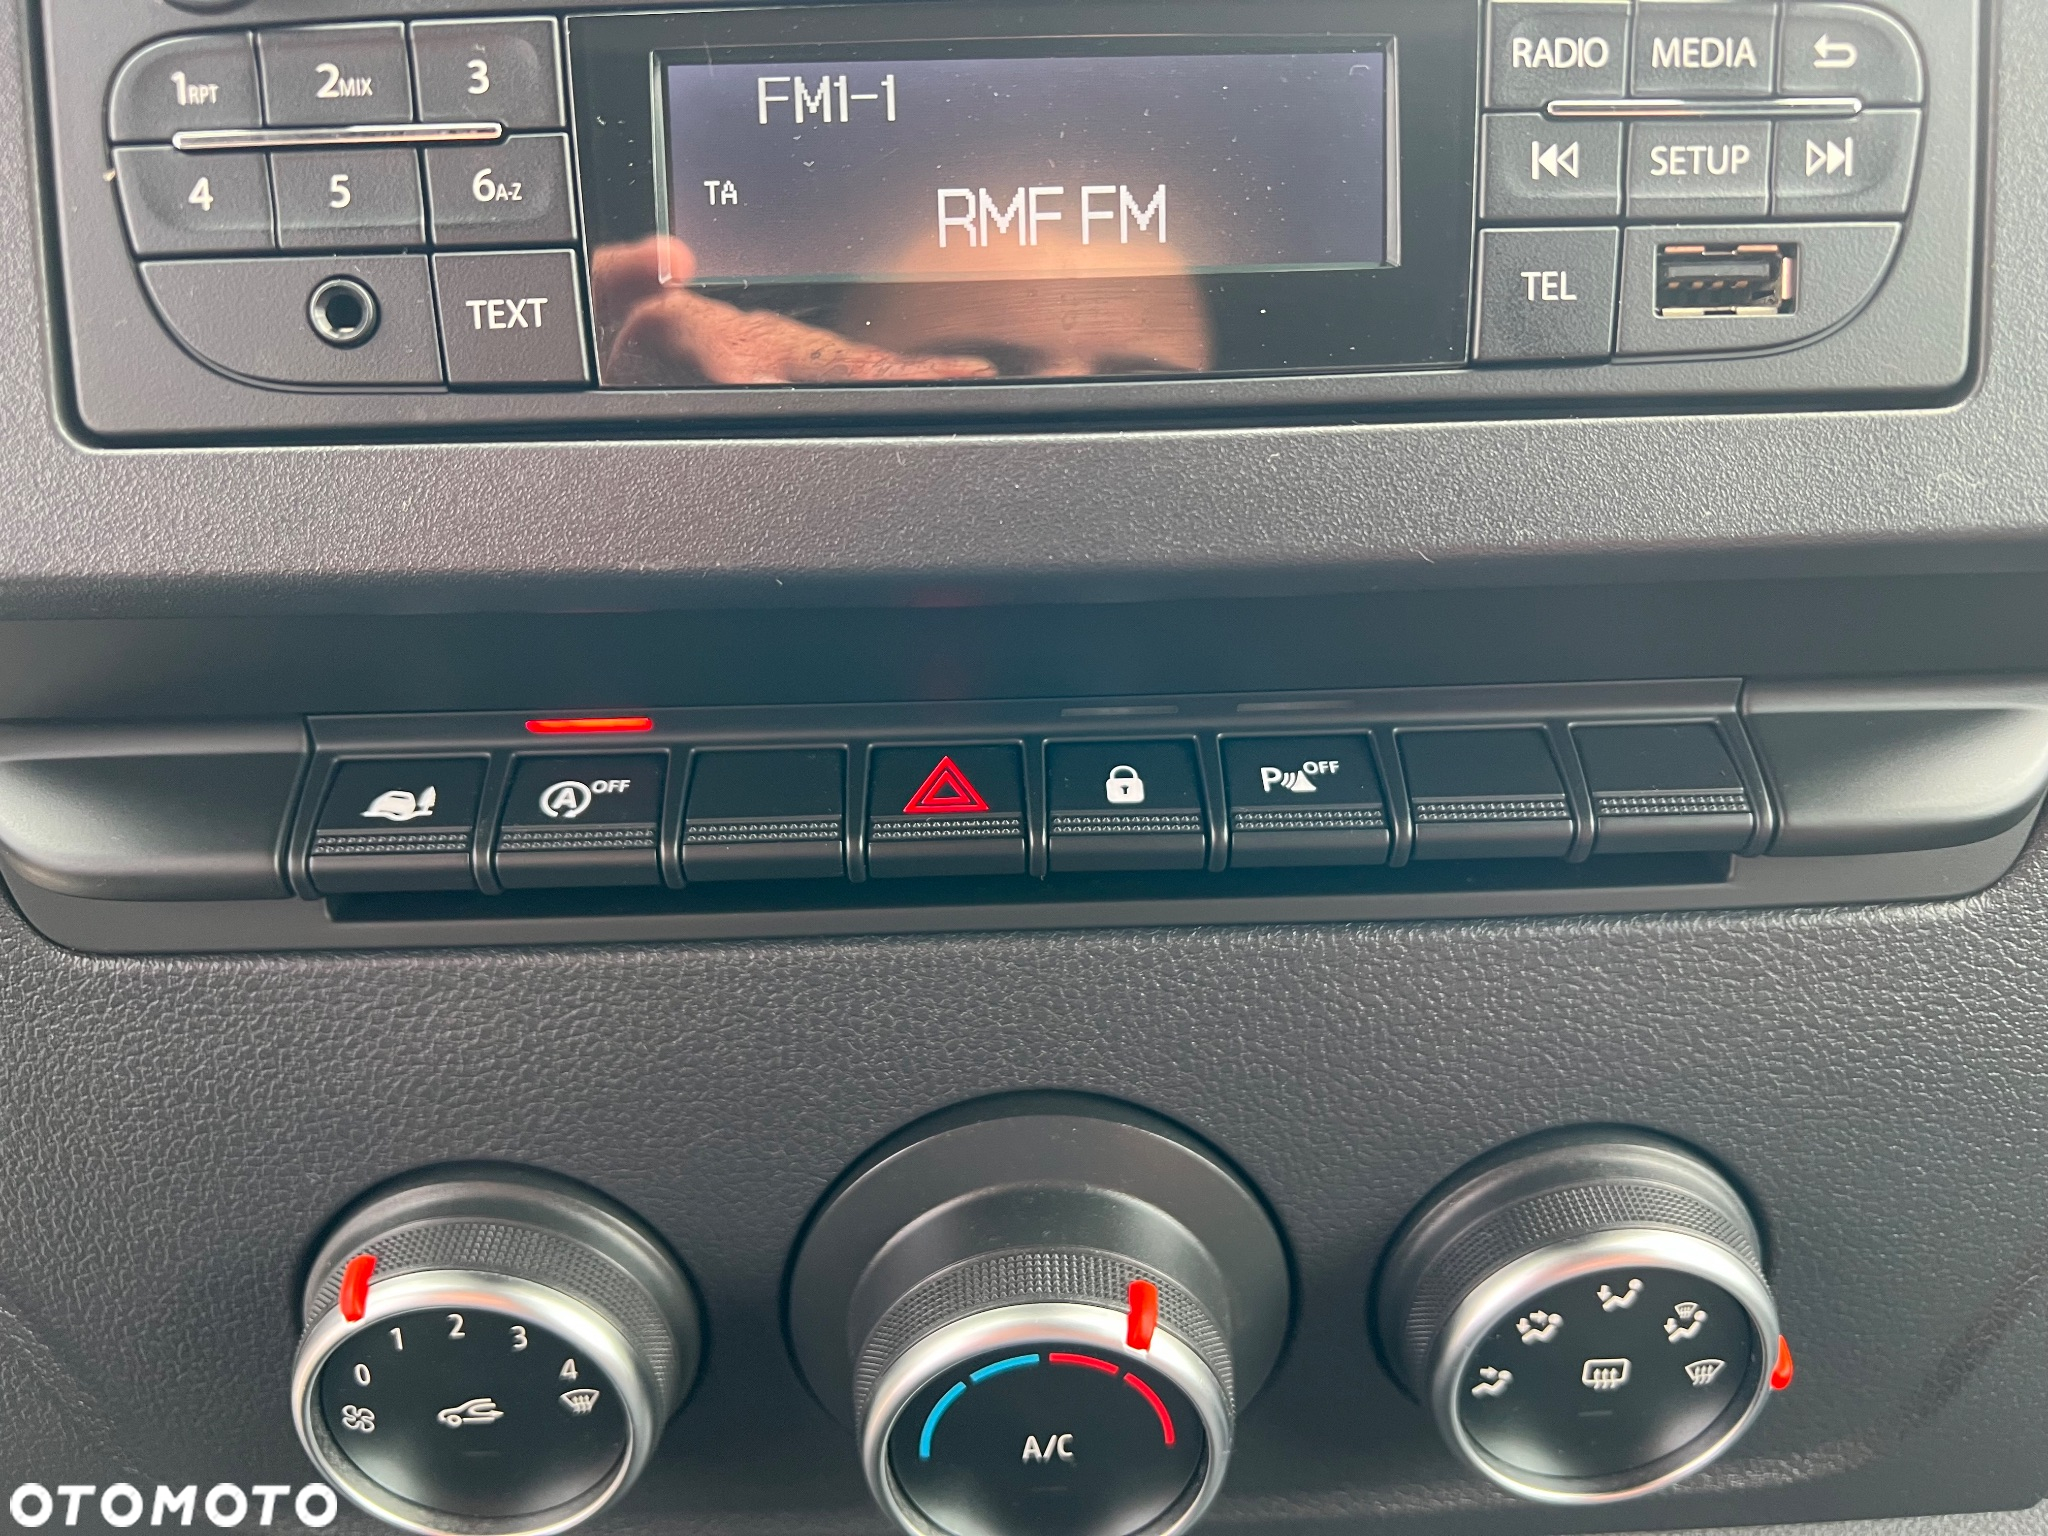 1RPT 2MIX 3
FM1-1
RADIO MEDIA
4 5 6A-Z
TA
RMF FM
SETUP
TEXT
TEL
A OFF
P OFF
0 1 2 3 4
A/C
OTOMOTO